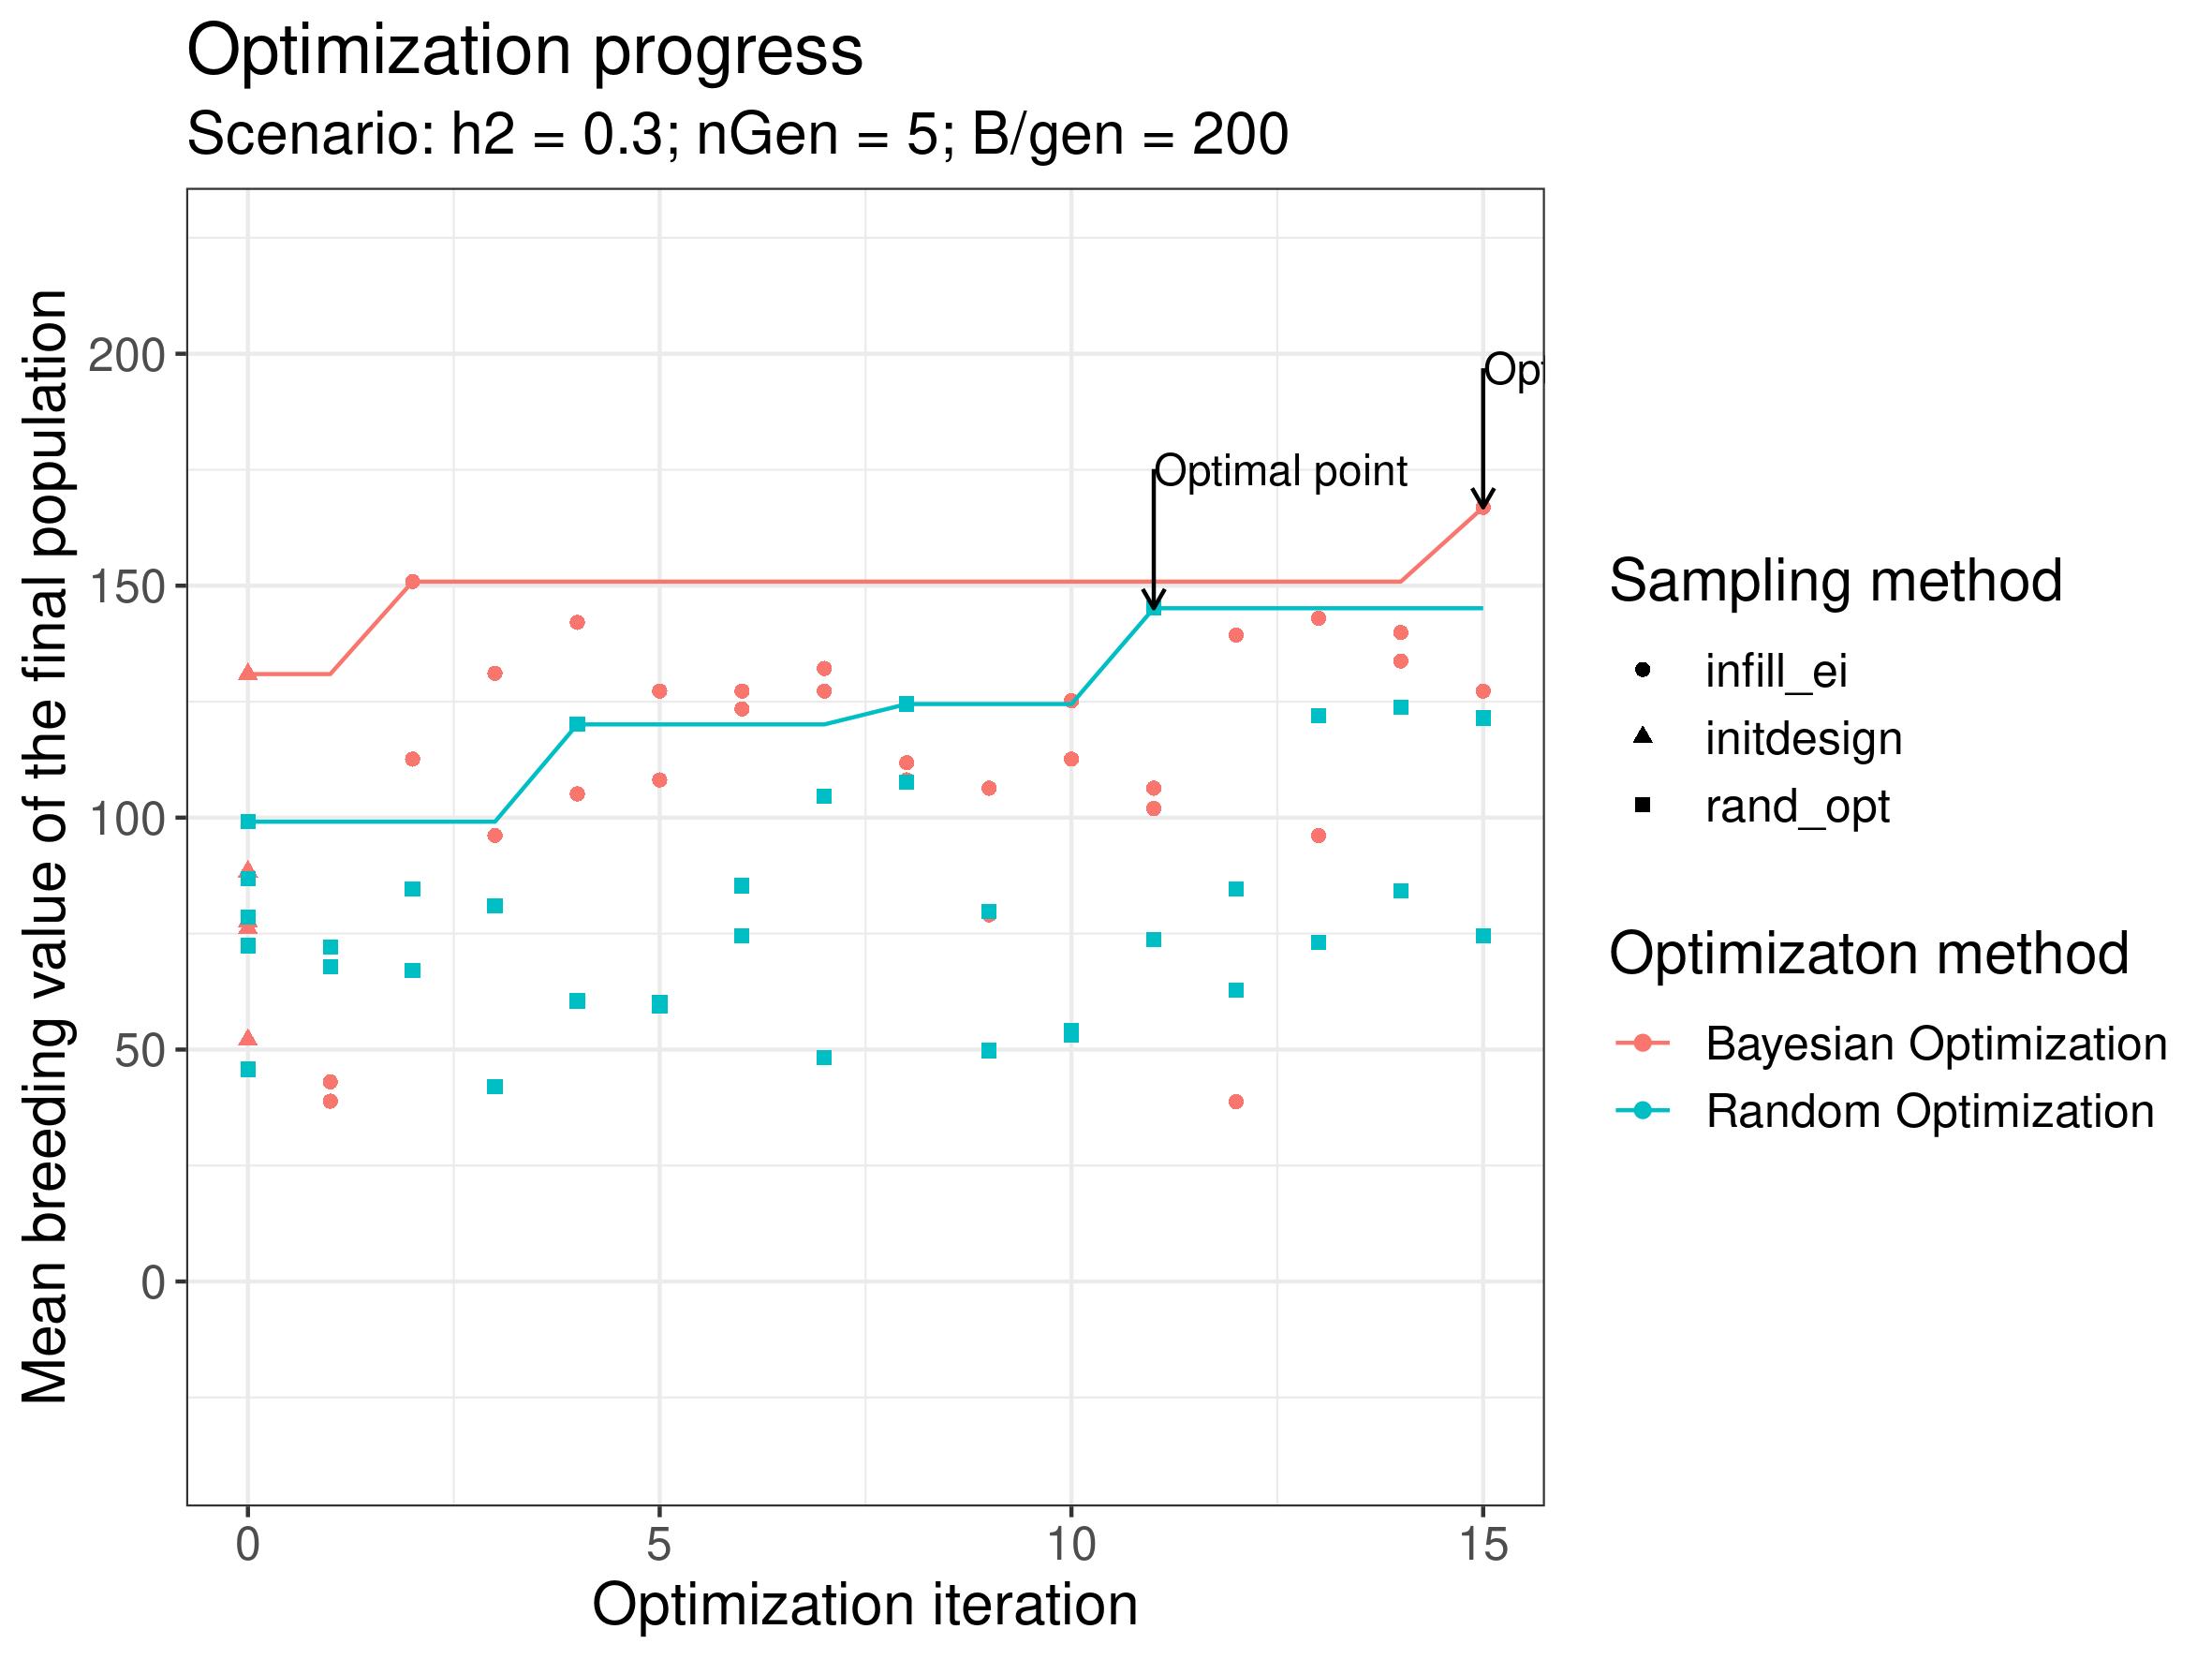 Optimization progress
Scenario: h2 = 0.3; nGen = 5; B/gen = 200
Mean breeding value of the final population
200
150
100
50
0
Opt
Optimal point
0
5
10
15
Optimization iteration
Sampling method
infill_ei
initdesign
rand_opt
Optimizaton method
Bayesian Optimization
Random Optimization